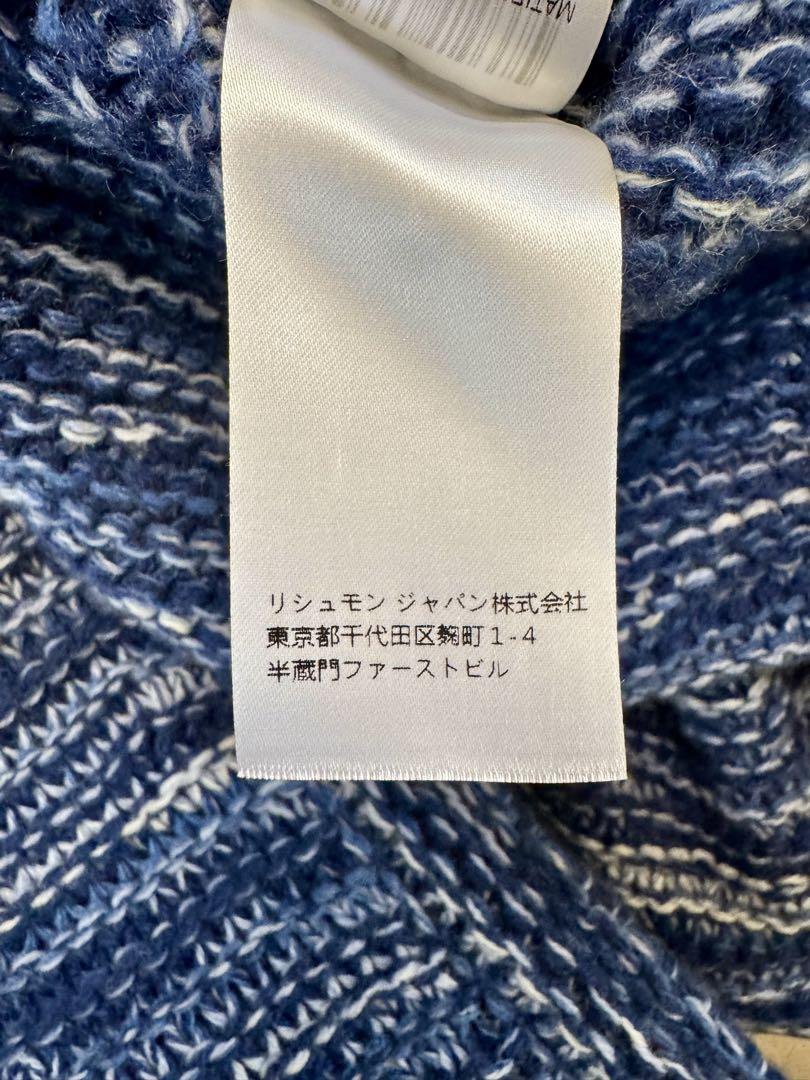 リシュモン ジャパン株式会社
東京都千代田区麹町1-4
半蔵門ファーストビル